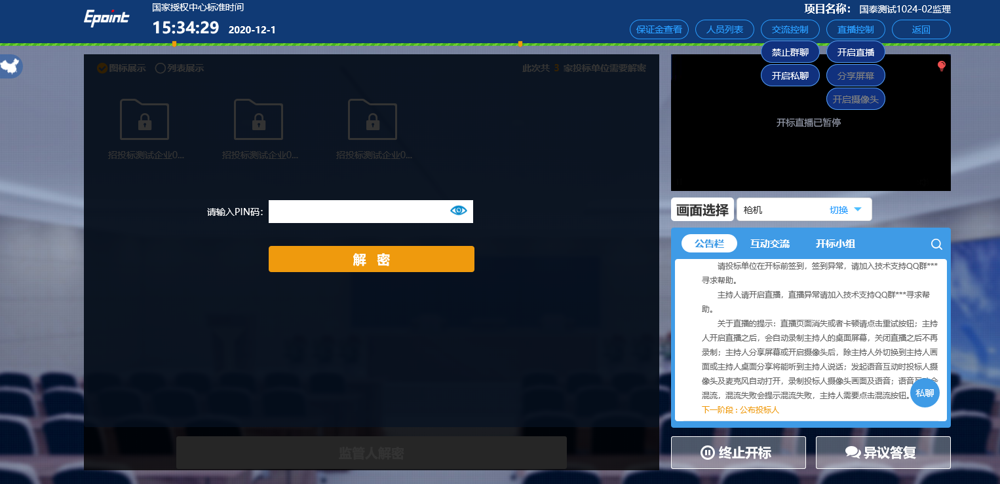 Epoint
国家授权中心标准时间
15:34:29 2020-12-1
项目名称： 国泰测试1024-02监理
保证金查看 人员列表 交流控制 直播控制 返回
禁止群聊 开启直播
开启私聊 分享屏幕
开启摄像头
图标展示 列表展示 此次共 3 家投标单位需要解密
招投标测试企业0... 招投标测试企业0... 招投标测试企业0...
请输入PIN码：
解 密
监管人解密
开标直播已暂停
画面选择 枪机 切换
公告栏 互动交流 开标小组
请投标单位在开标前签到，签到异常，请加入技术支持QQ群***
寻求帮助。
主持人请开启直播，直播异常请加入技术支持QQ群***寻求帮
助。
关于直播的提示：直播页面消失或者卡顿请点击重试按钮；主持
人开启直播之后，会自动录制主持人的桌面屏幕，关闭直播之后不再
录制；主持人分享屏幕或开启摄像头后，除主持人外切换到主持人画
面或主持人桌面分享将能听到主持人说话；发起语音互动时投标人摄
像头及麦克风自动打开，录制投标人摄像头画面及语音；语音互动会
混流，混流失败会提示混流失败，主持人需要点击混流按钮。
私聊
下一阶段 : 公布投标人
终止开标 异议答复